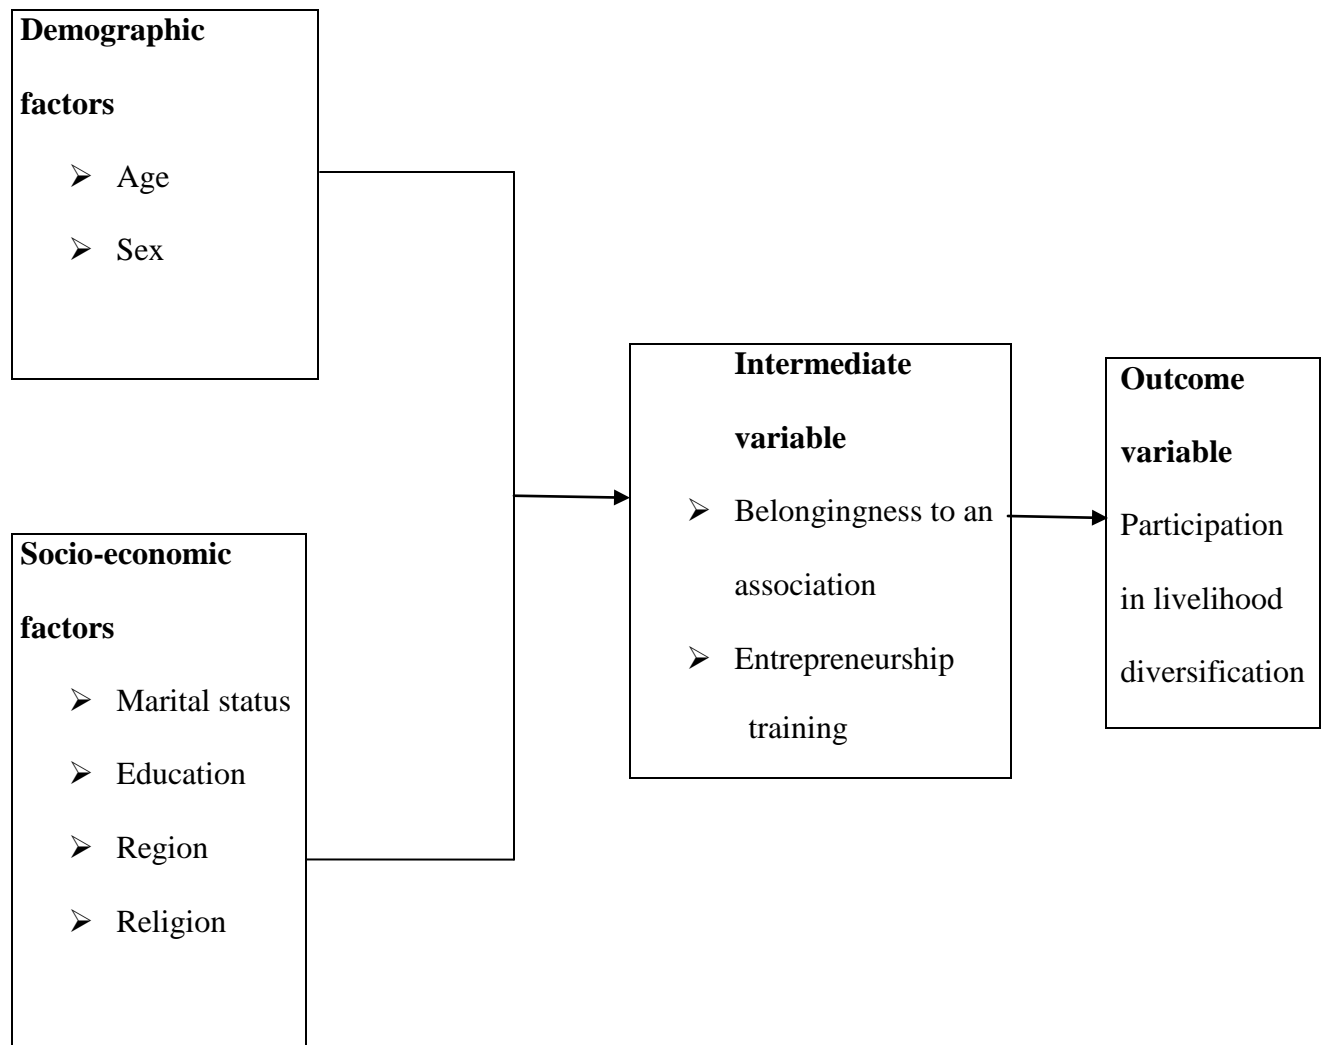 Demographic
factors
➢ Age
➢ Sex
Socio-economic
factors
➢ Marital status
➢ Education
➢ Region
➢ Religion
Intermediate
variable
➢ Belongingness to an
association
➢ Entrepreneurship
training
Outcome
variable
Participation
in livelihood
diversification